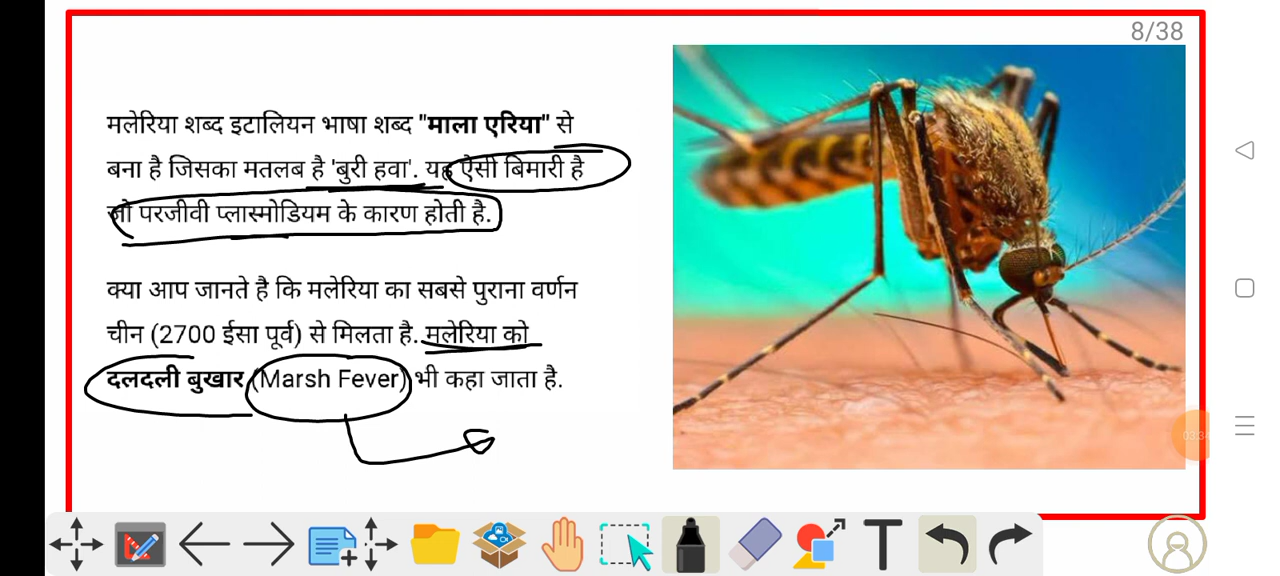 8/38
मलेरिया शब्द इटालियन भाषा शब्द "माला एरिया" से
बना है जिसका मतलब है 'बुरी हवा'. यह ऐसी बिमारी है
जो परजीवी प्लास्मोडियम के कारण होती है.
क्या आप जानते है कि मलेरिया का सबसे पुराना वर्णन
चीन (2700 ईसा पूर्व) से मिलता है. मलेरिया को
दलदली बुखार (Marsh Fever) भी कहा जाता है.
T